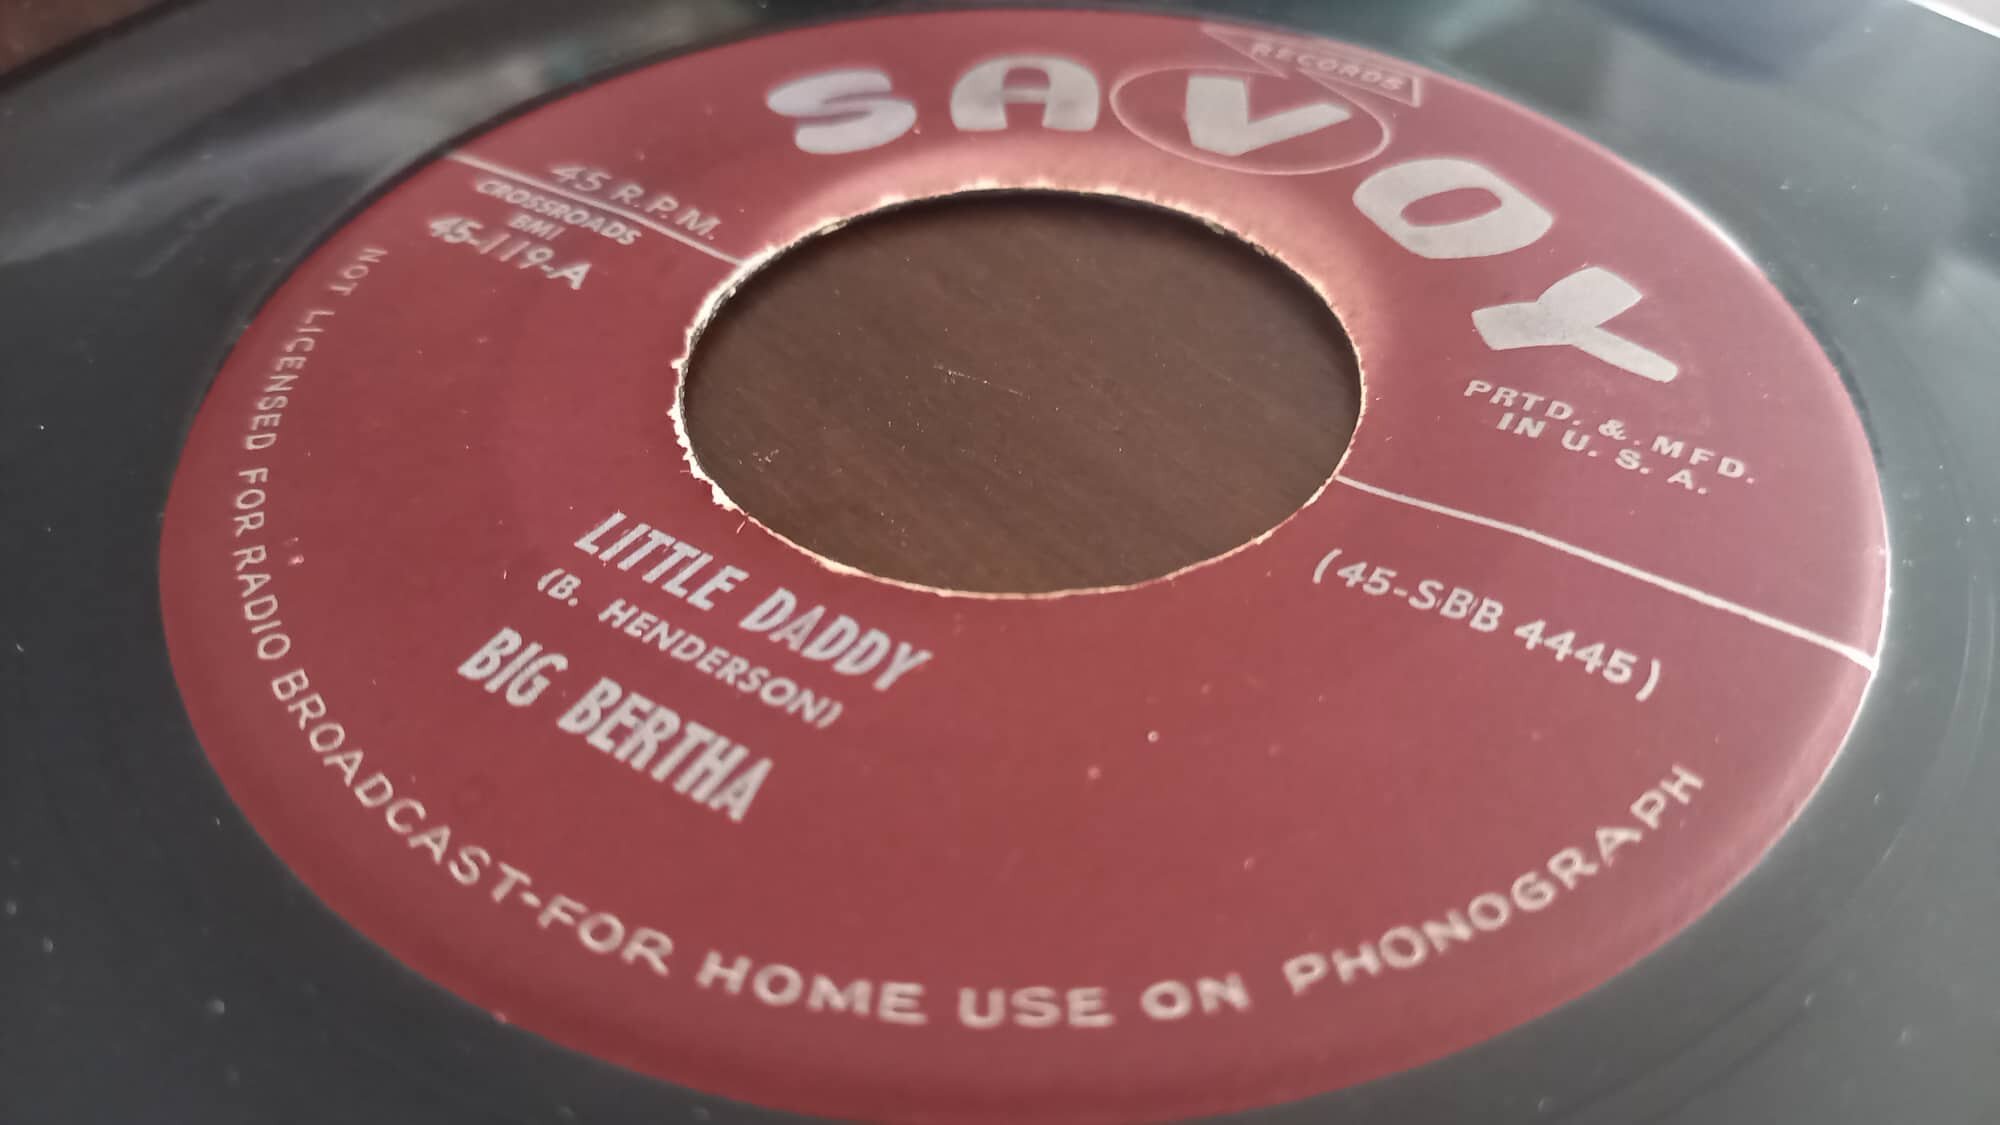 SAVOY
RECORDS
PRTD. & MFD.
IN U. S. A.
45 R.P.M.
CROSSROADS
BMI
45-119-A
(45-SBB 4445)
LITTLE DADDY
(B. HENDERSON)
BIG BERTHA
NOT LICENSED FOR RADIO BROADCAST-FOR HOME USE ON PHONOGRAPH